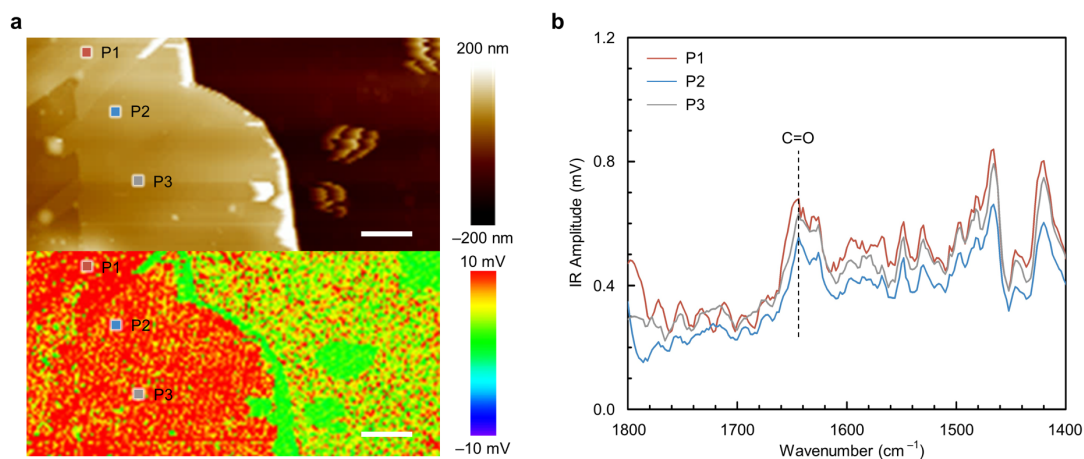 a
P1
P2
P3
200 nm
–200 nm
P1
P2
P3
10 mV
–10 mV
b
IR Amplitude (mV)
1.2
0.8
0.4
0.0
P1
P2
P3
C=O
1800 1700 1600 1500 1400
Wavenumber (cm⁻¹)